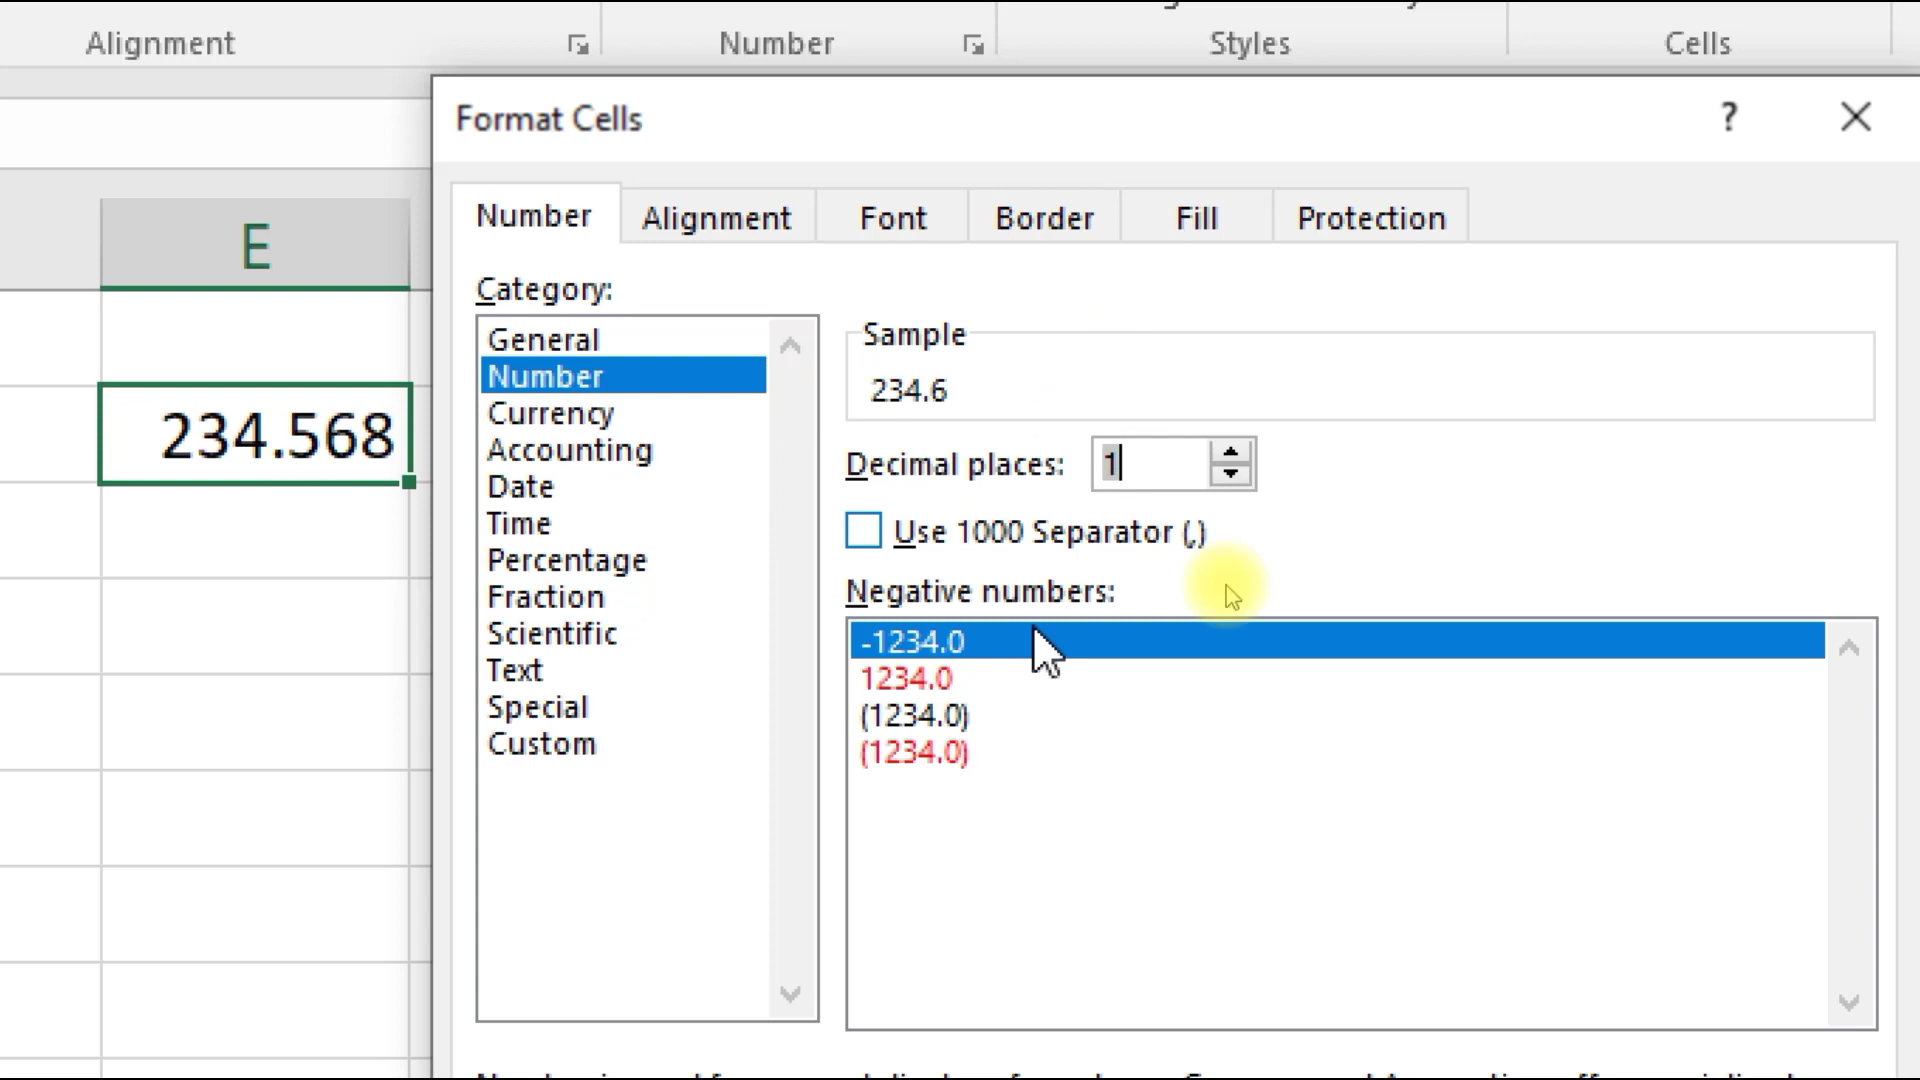 Alignment Number Styles Cells
Format Cells ?
Number Alignment Font Border Fill Protection
E
Category:
General
Number
Currency
Accounting
Date
Time
Percentage
Fraction
Scientific
Text
Special
Custom
Sample
234.6
234.568
Decimal places: 1
Use 1000 Separator (,)
Negative numbers:
-1234.0
1234.0
(1234.0)
(1234.0)